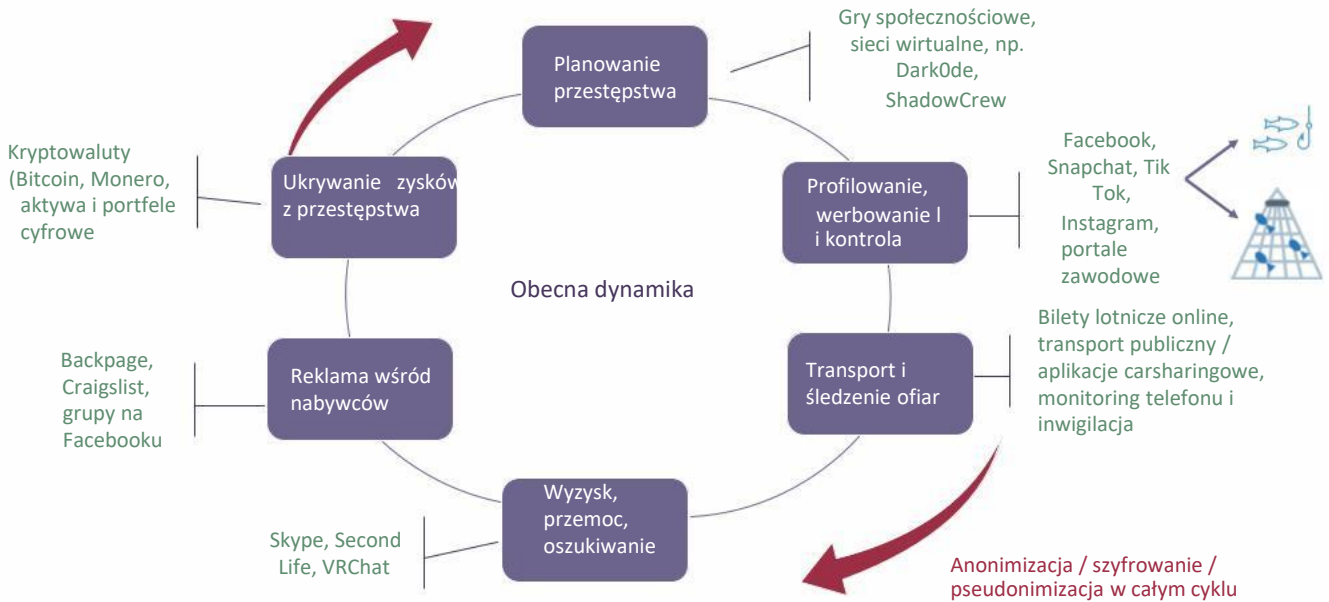 Gry społecznościowe,
sieci wirtualne, np.
Dark0de,
ShadowCrew
Planowanie
przestępstwa
Kryptowaluty
(Bitcoin, Monero,
aktywa i portfele
cyfrowe
Ukrywanie zysków
z przestępstwa
Profilowanie,
werbowanie l
i kontrola
Facebook,
Snapchat, Tik
Tok,
Instagram,
portale
zawodowe
Obecna dynamika
Transport i
śledzenie ofiar
Bilety lotnicze online,
transport publiczny /
aplikacje carsharingowe,
monitoring telefonu i
inwigilacja
Backpage,
Craigslist,
grupy na
Facebooku
Reklama wśród
nabywców
Wyzysk,
przemoc,
oszukiwanie
Skype, Second
Life, VRChat
Anonimizacja / szyfrowanie /
pseudonimizacja w całym cyklu